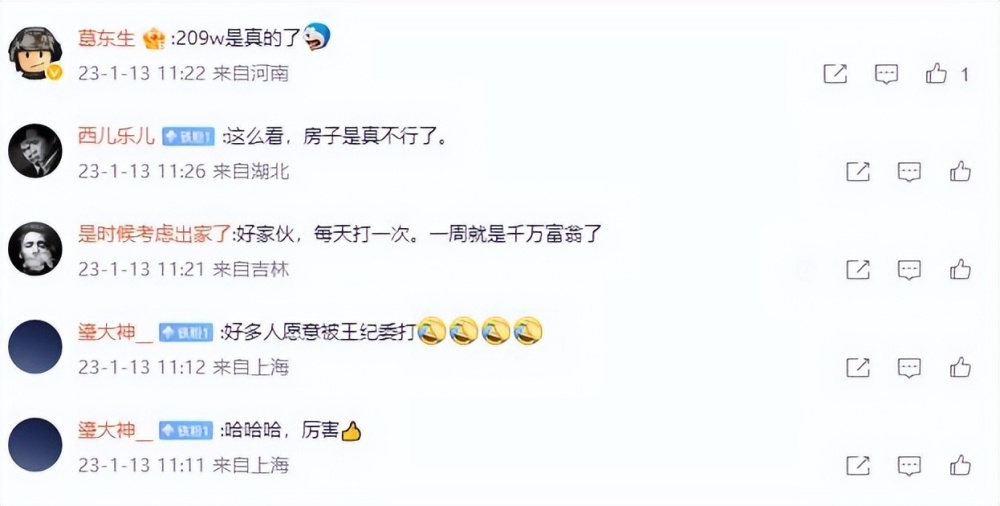 葛东生:209w是真的了
23-1-13 11:22 来自河南
1
西儿乐儿 铁粉1 :这么看，房子是真不行了。
23-1-13 11:26 来自湖北
是时候考虑出家了:好家伙，每天打一次。一周就是千万富翁了
23-1-13 11:21 来自吉林
鎏大神__ 铁粉1 :好多人愿意被王纪委打
23-1-13 11:12 来自上海
鎏大神__ 铁粉1 :哈哈哈，厉害
23-1-13 11:11 来自上海